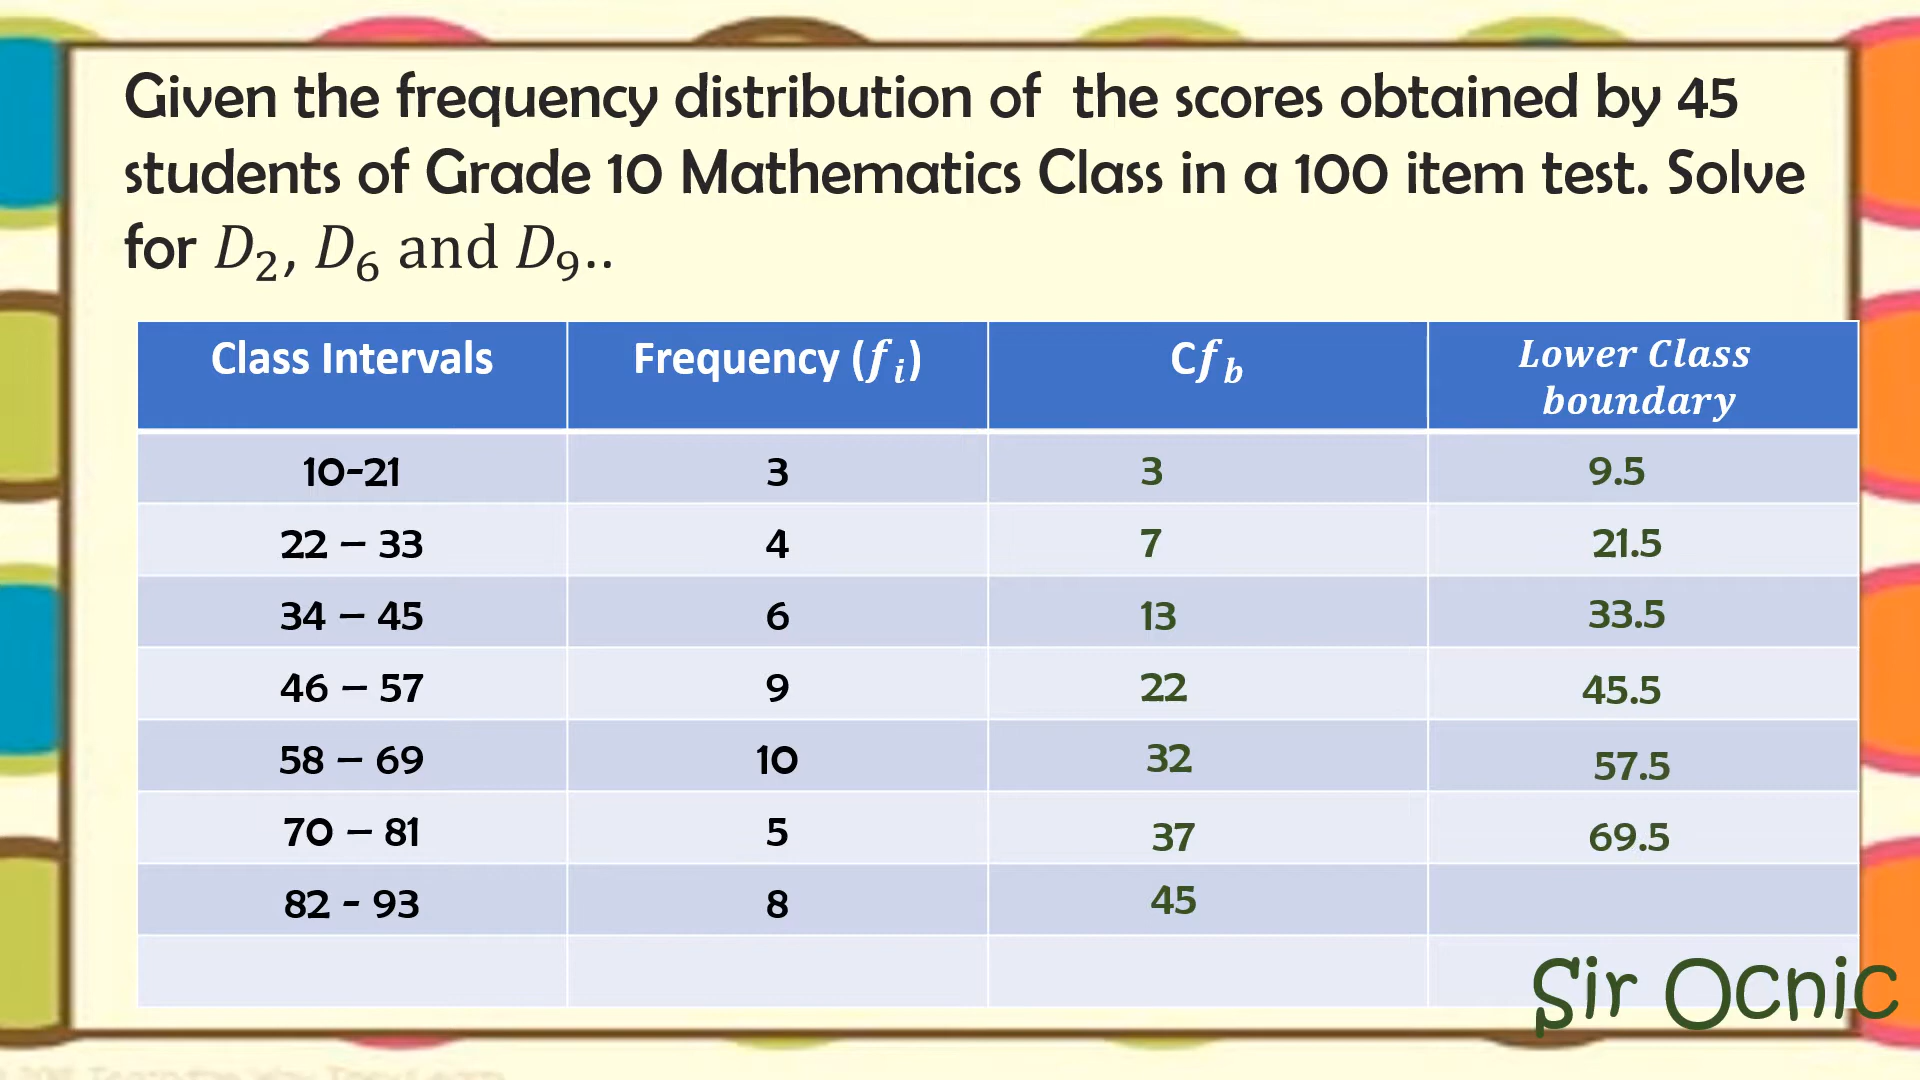 Given the frequency distribution of the scores obtained by 45
students of Grade 10 Mathematics Class in a 100 item test. Solve
for D₂, D₆ and D₉..
Class Intervals Frequency (fᵢ) Cf_b Lower Class boundary
10-21 3 3 9.5
22 – 33 4 7 21.5
34 – 45 6 13 33.5
46 – 57 9 22 45.5
58 – 69 10 32 57.5
70 – 81 5 37 69.5
82 - 93 8 45
Sir Ocnic